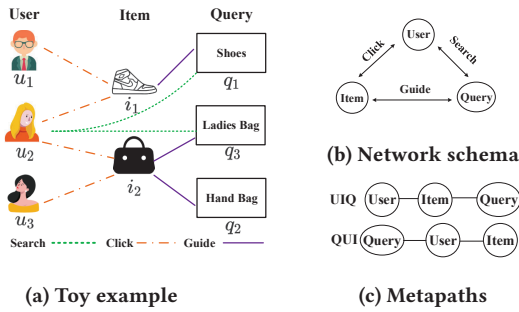 User Item Query
Shoes
u1 i1 q1
Ladies Bag
u2 q3
i2
Hand Bag
u3 q2
Search Click Guide
(a) Toy example
User
Click Search
Guide
Item Query
(b) Network schema
UIQ User Item Query
QUI Query User Item
(c) Metapaths